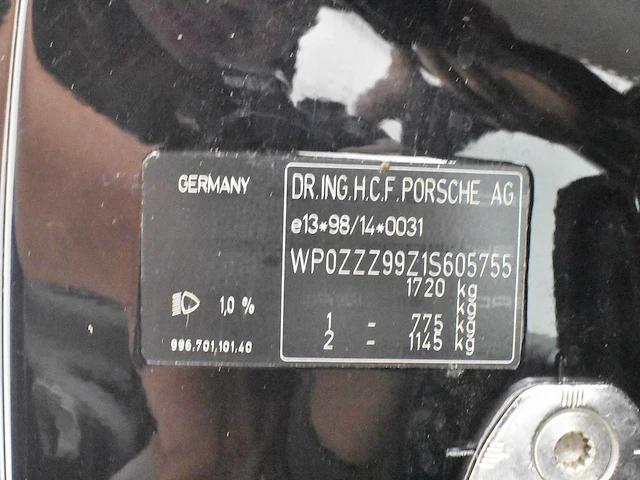 GERMANY
DR.ING.H.C.F.PORSCHE AG
e13*98/14*0031
WP0ZZZ99Z1S605755
1720 kg
kg
1 - 775 kg
2 - 1145 kg
1,0 %
996.701.101.40